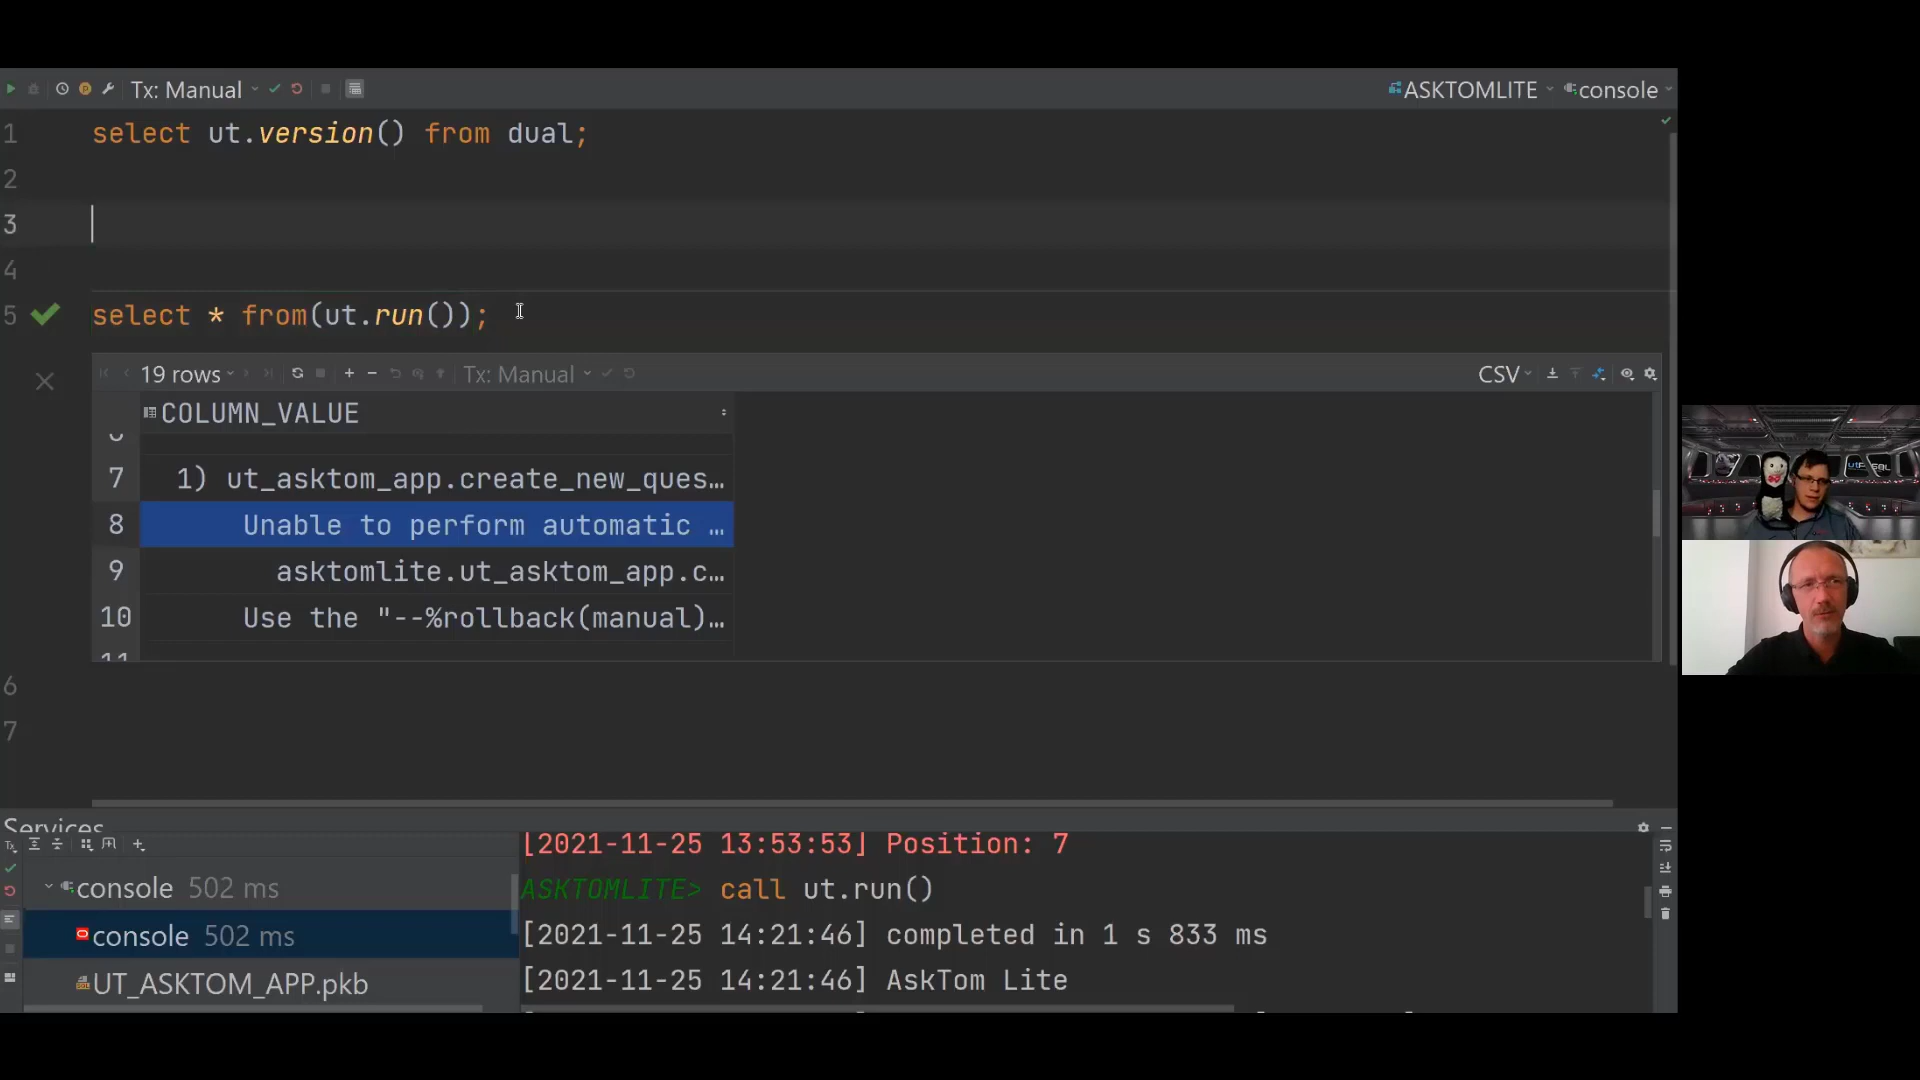 Tx: Manual
ASKTOMLITE
console
1 select ut.version() from dual;
2
3
4
5 select * from(ut.run());
19 rows
Tx: Manual
CSV
COLUMN_VALUE
7 1) ut_asktom_app.create_new_ques…
8 Unable to perform automatic …
9 asktomlite.ut_asktom_app.c…
10 Use the "--%rollback(manual)…
11
6
7
Services
Tx
[2021-11-25 13:53:53] Position: 7
console 502 ms
ASKTOMLITE> call ut.run()
console 502 ms
[2021-11-25 14:21:46] completed in 1 s 833 ms
UT_ASKTOM_APP.pkb
[2021-11-25 14:21:46] AskTom Lite